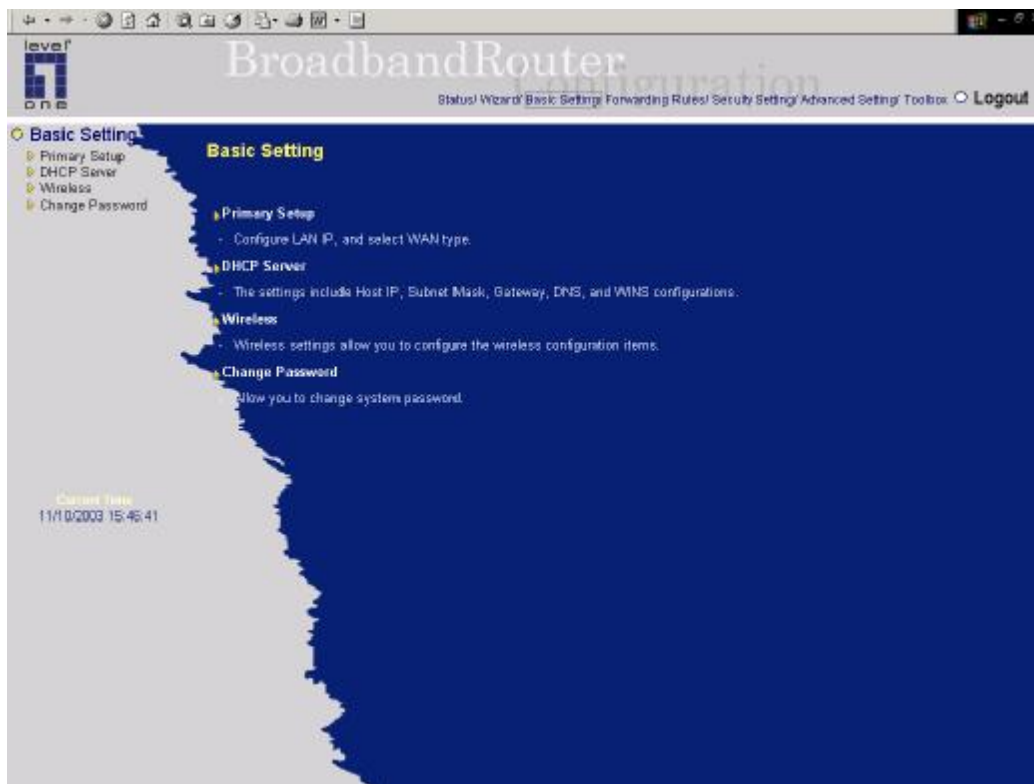 level
one
BroadbandRouter
Configuration
Status/ Wizard/ Basic Setting/ Forwarding Rules/ Security Setting/ Advanced Setting/ Toolbox Logout
Basic Setting
Primary Setup
DHCP Server
Wireless
Change Password
Current Time
11/10/2003 15:46:41
Basic Setting
Primary Setup
- Configure LAN IP, and select WAN type.
DHCP Server
- The settings include Host IP, Subnet Mask, Gateway, DNS, and WINS configurations.
Wireless
- Wireless settings allow you to configure the wireless configuration items.
Change Password
- Allow you to change system password.